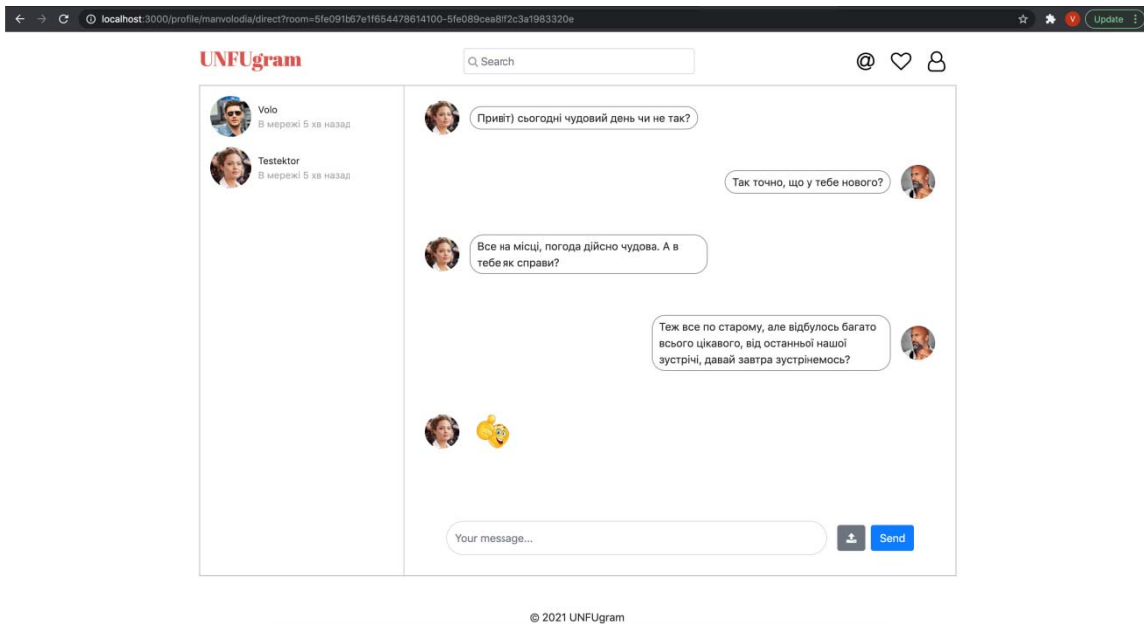 localhost:3000/profile/manvolodia/direct?room=5fe091b67e1f654478614100-5fe089cea8ff2c3a1983320e
V
Update
UNFUgram
Search
@
Volo
В мережі 5 хв назад
Testektor
В мережі 5 хв назад
Привіт) сьогодні чудовий день чи не так?
Так точно, що у тебе нового?
Все на місці, погода дійсно чудова. А в
тебе як справи?
Теж все по старому, але відбулось багато
всього цікавого, від останньої нашої
зустрічі, давай завтра зустрінемось?
Your message...
Send
© 2021 UNFUgram